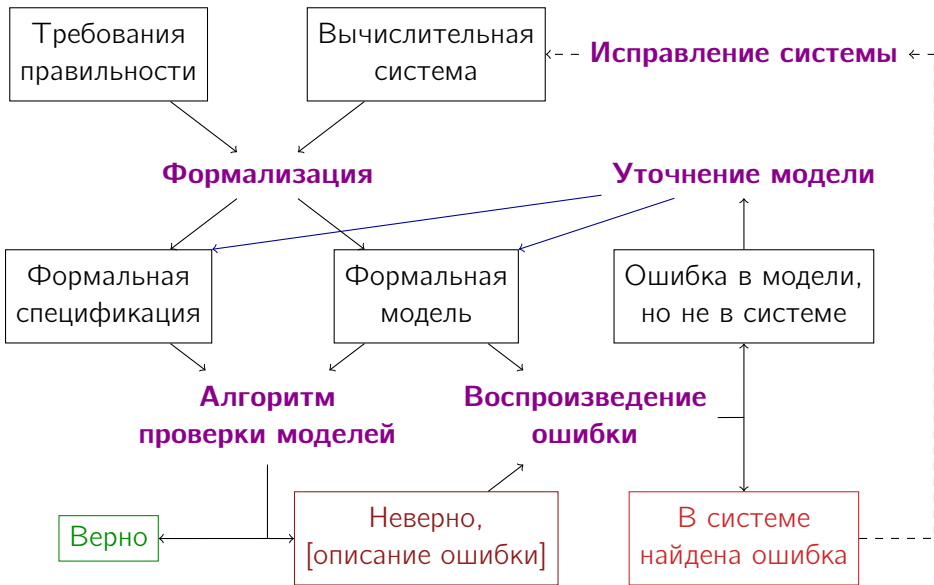 Требования
правильности
Вычислительная
система
Исправление системы
Формализация
Уточнение модели
Формальная
спецификация
Формальная
модель
Ошибка в модели,
но не в системе
Алгоритм
проверки моделей
Воспроизведение
ошибки
Верно
Неверно,
[описание ошибки]
В системе
найдена ошибка